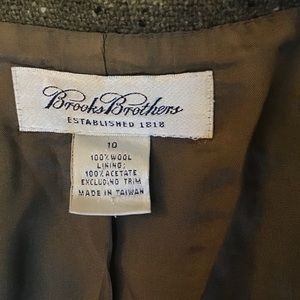 Brooks Brothers
ESTABLISHED 1818
10
100% WOOL
LINING:
100% ACETATE
EXCLUDING TRIM
MADE IN TAIWAN